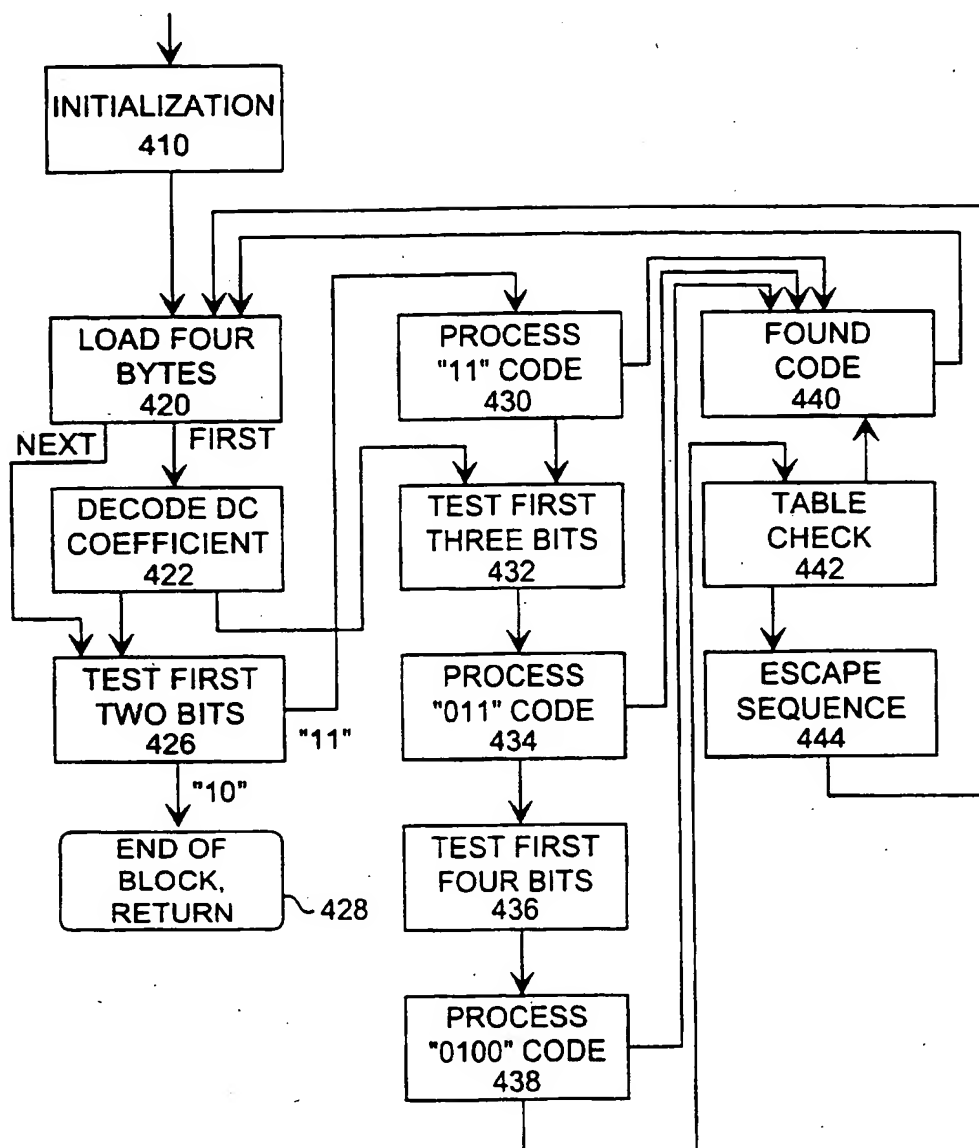 INITIALIZATION
410
LOAD FOUR
BYTES
420
NEXT
FIRST
DECODE DC
COEFFICIENT
422
TEST FIRST
TWO BITS
426
"11"
"10"
END OF
BLOCK,
RETURN
428
PROCESS
"11" CODE
430
TEST FIRST
THREE BITS
432
PROCESS
"011" CODE
434
TEST FIRST
FOUR BITS
436
PROCESS
"0100" CODE
438
FOUND
CODE
440
TABLE
CHECK
442
ESCAPE
SEQUENCE
444